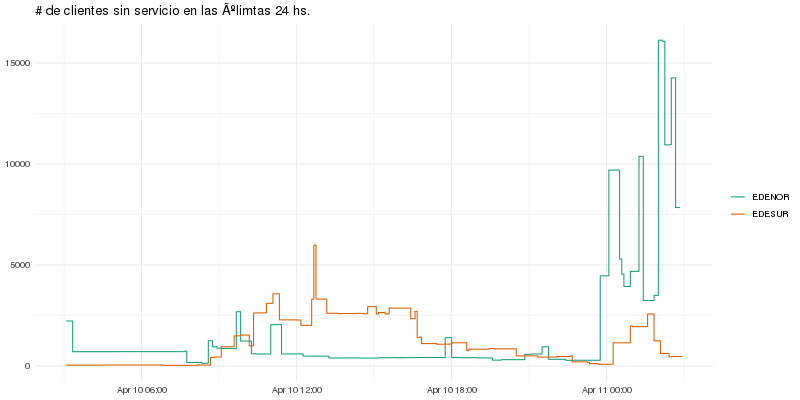 # de clientes sin servicio en las Ãºlimtas 24 hs.
15000
10000
5000
0
Apr 10 06:00
Apr 10 12:00
Apr 10 18:00
Apr 11 00:00
EDENOR
EDESUR